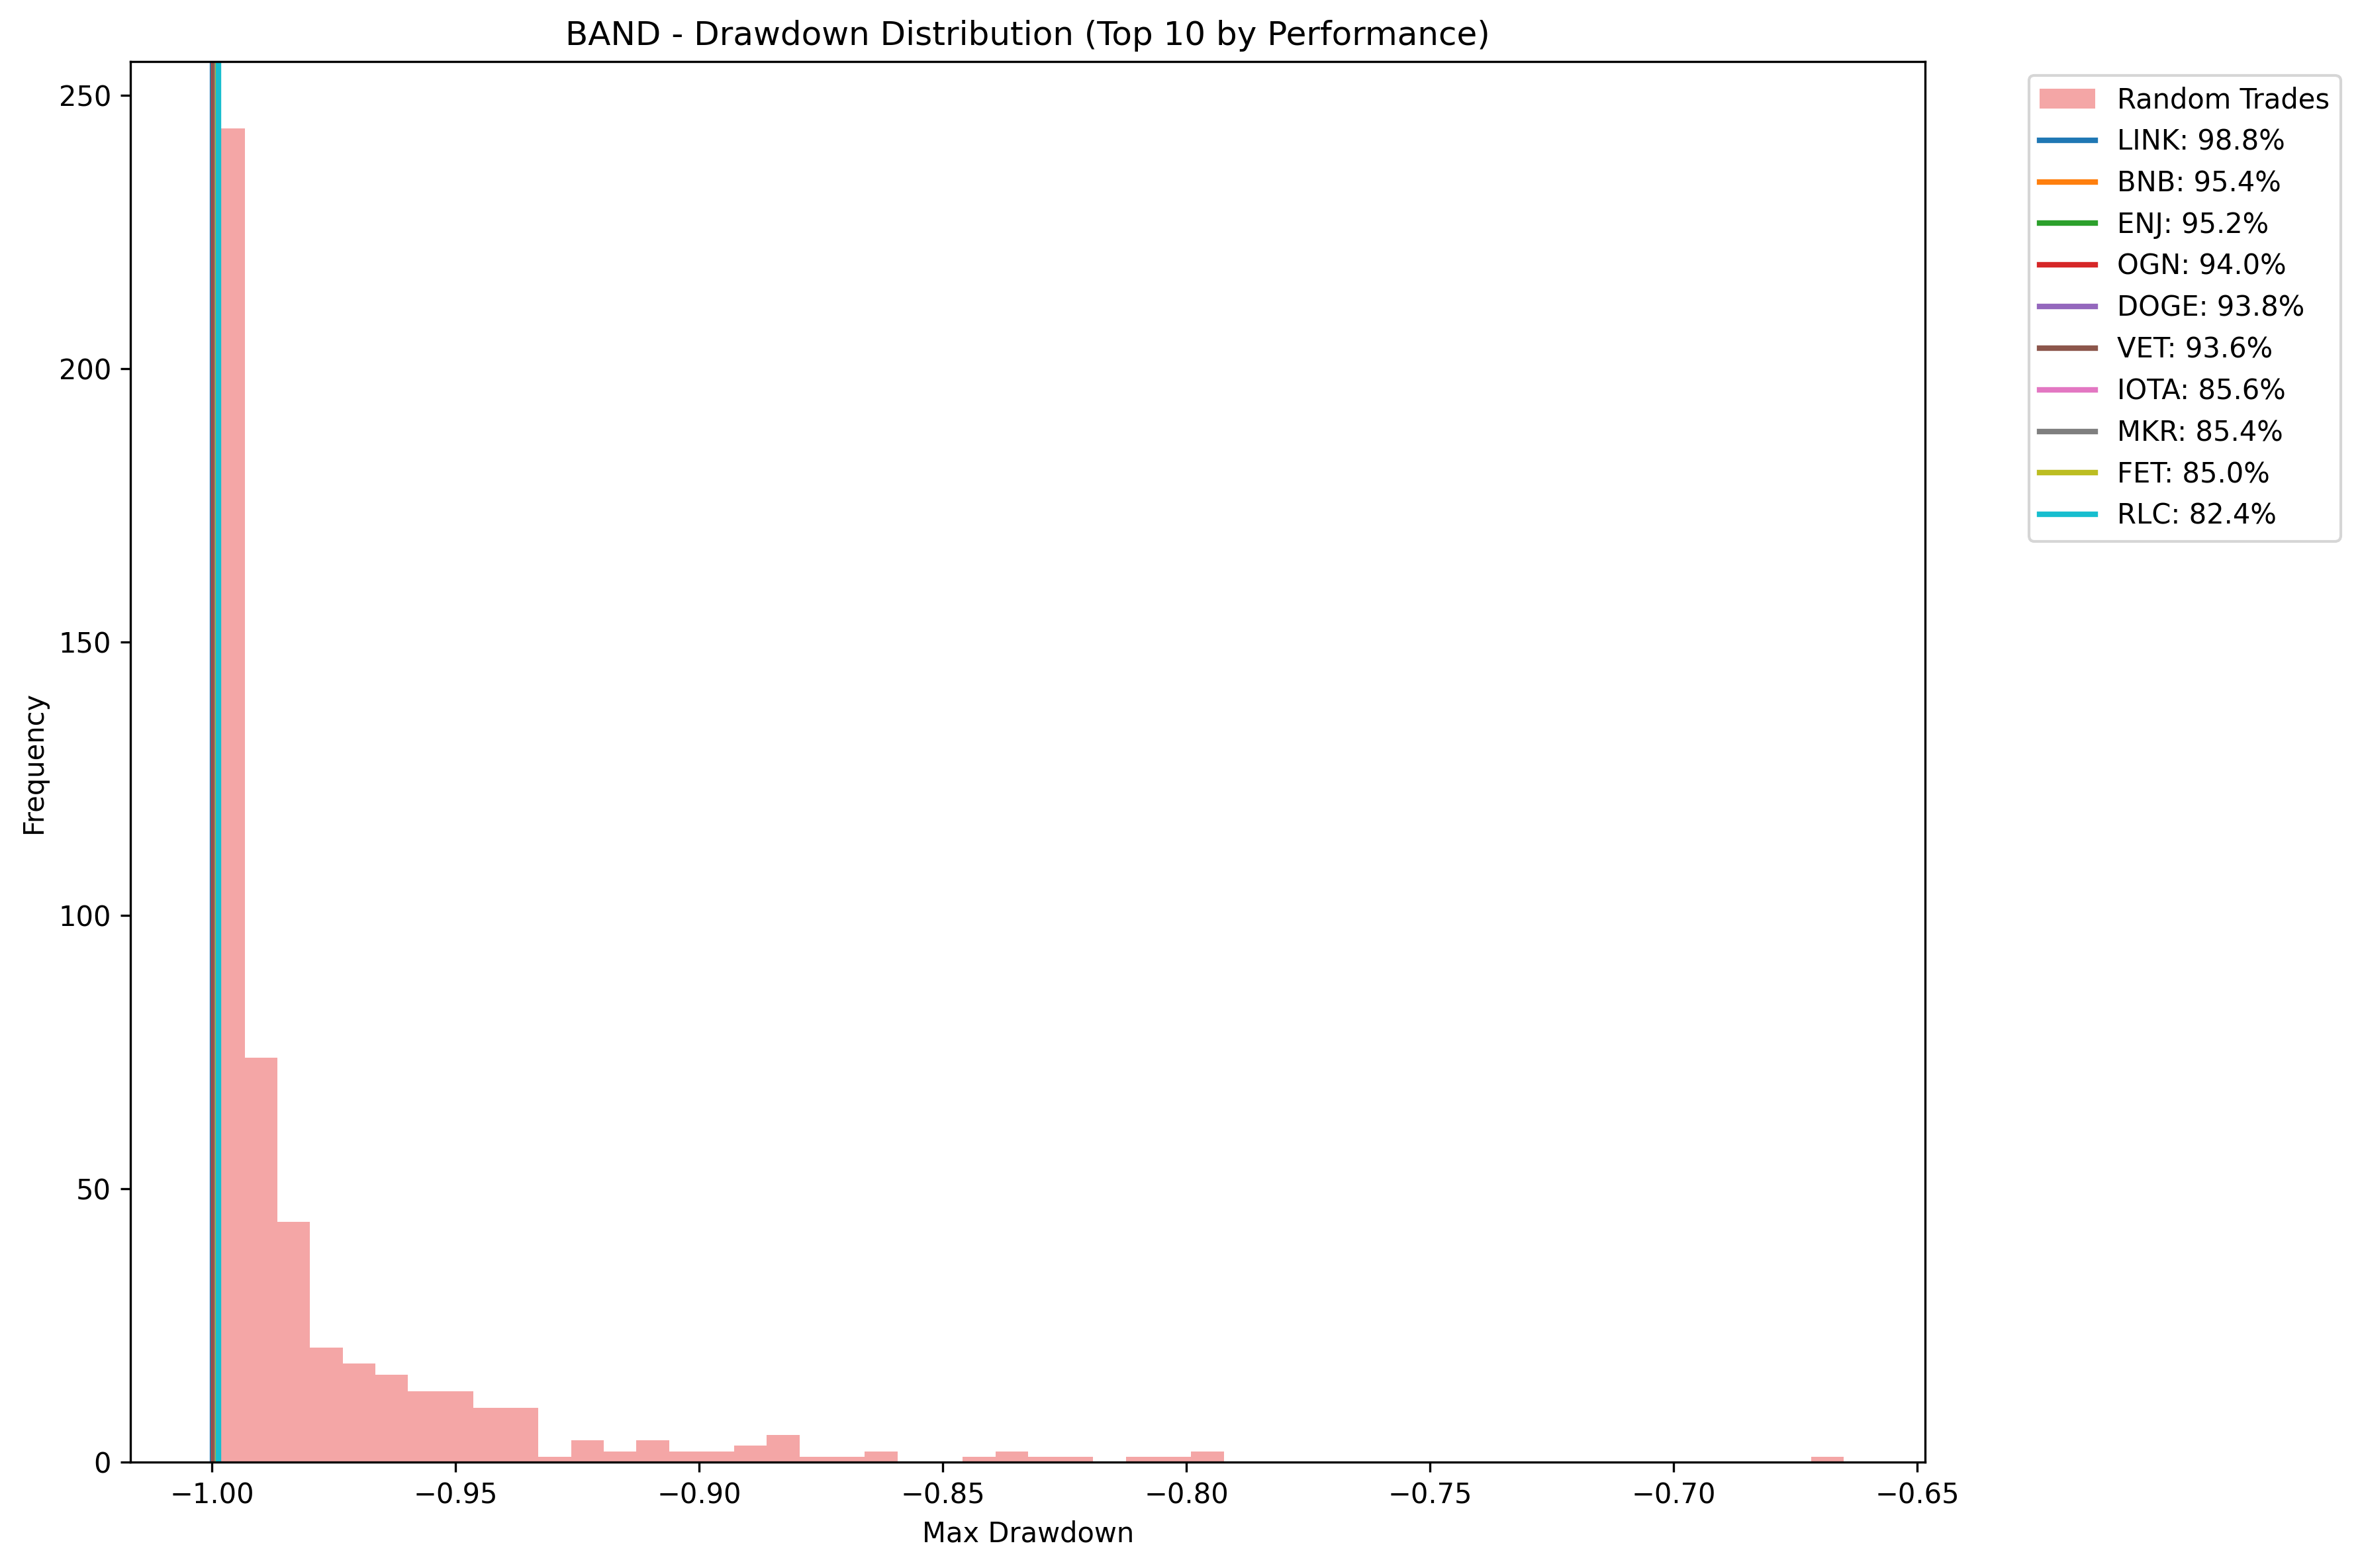 BAND - Drawdown Distribution (Top 10 by Performance)
250
200
150
100
50
0
Frequency
−1.00
−0.95
−0.90
−0.85
−0.80
−0.75
−0.70
−0.65
Max Drawdown
Random Trades
LINK: 98.8%
BNB: 95.4%
ENJ: 95.2%
OGN: 94.0%
DOGE: 93.8%
VET: 93.6%
IOTA: 85.6%
MKR: 85.4%
FET: 85.0%
RLC: 82.4%